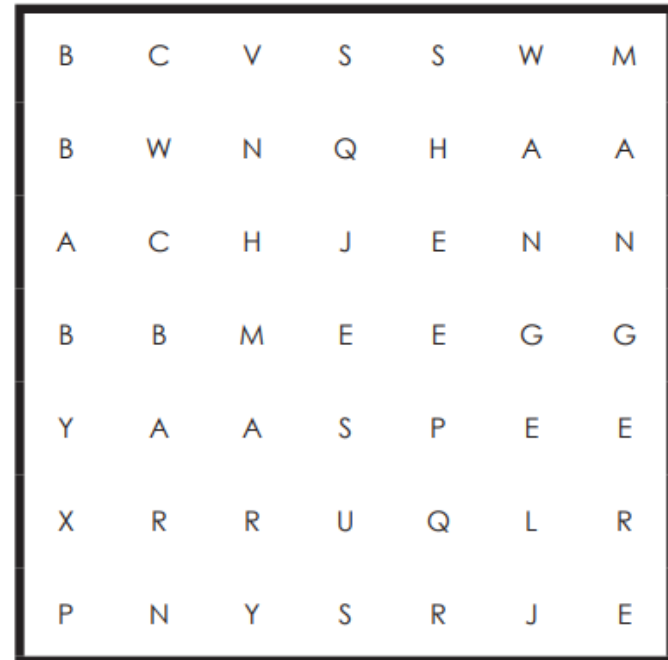 B C V S S W M
B W N Q H A A
A C H J E N N
B B M E E G G
Y A A S P E E
X R R U Q L R
P N Y S R J E